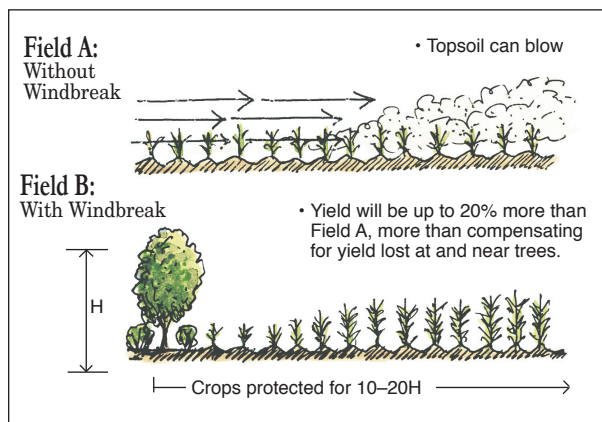 Field A:
Without
Windbreak
• Topsoil can blow
Field B:
With Windbreak
• Yield will be up to 20% more than
Field A, more than compensating
for yield lost at and near trees.
H
Crops protected for 10–20H